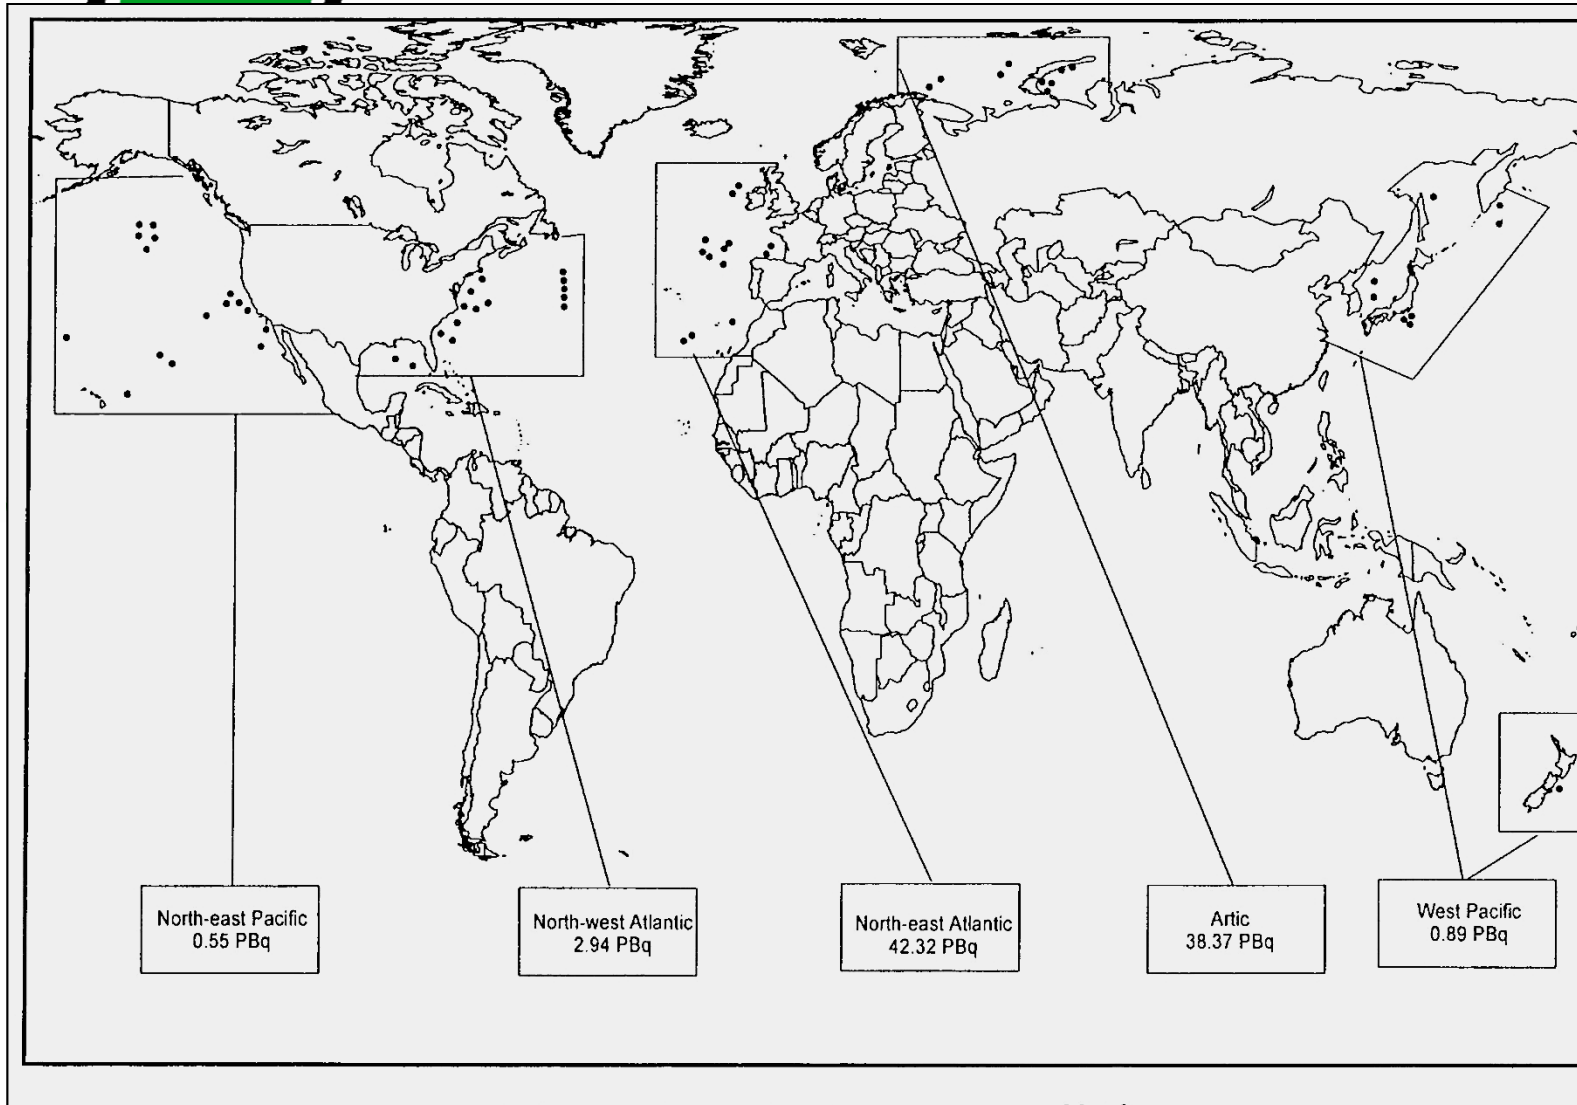 North-east Pacific
0.55 PBq
North-west Atlantic
2.94 PBq
North-east Atlantic
42.32 PBq
Artic
38.37 PBq
West Pacific
0.89 PBq